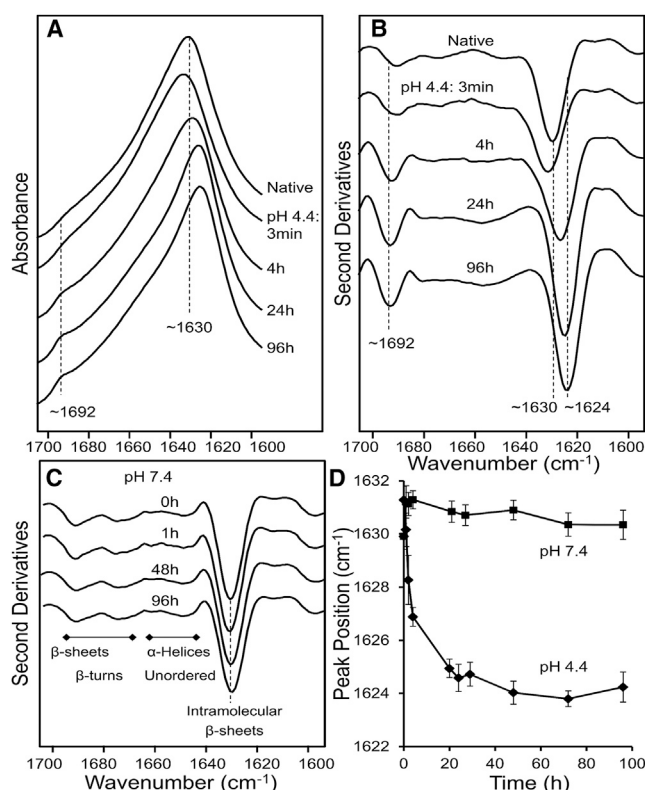 A
Absorbance
Native
pH 4.4:
3min
4h
24h
96h
~1630
~1692
1700 1680 1660 1640 1620 1600
B
Second Derivatives
Native
pH 4.4: 3min
4h
24h
96h
~1692
~1630 ~1624
1700 1680 1660 1640 1620 1600
Wavenumber (cm-1)
C
pH 7.4
Second Derivatives
0h
1h
48h
96h
β-sheets α-Helices
β-turns Unordered
Intramolecular
β-sheets
1700 1680 1660 1640 1620 1600
Wavenumber (cm-1)
D
Peak Position (cm-1)
1632
1630
1628
1626
1624
1622
pH 7.4
pH 4.4
0 20 40 60 80 100
Time (h)